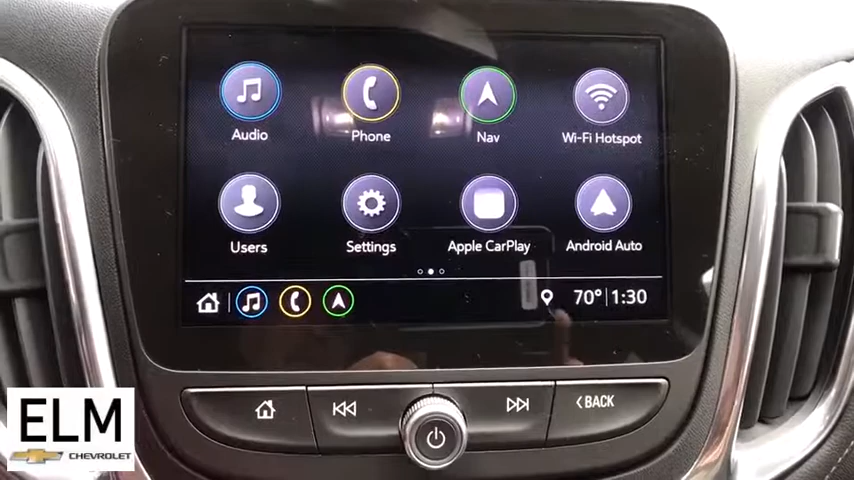 Audio Phone Nav Wi-Fi Hotspot
Users Settings Apple CarPlay Android Auto
70° 1:30
BACK
ELM
CHEVROLET